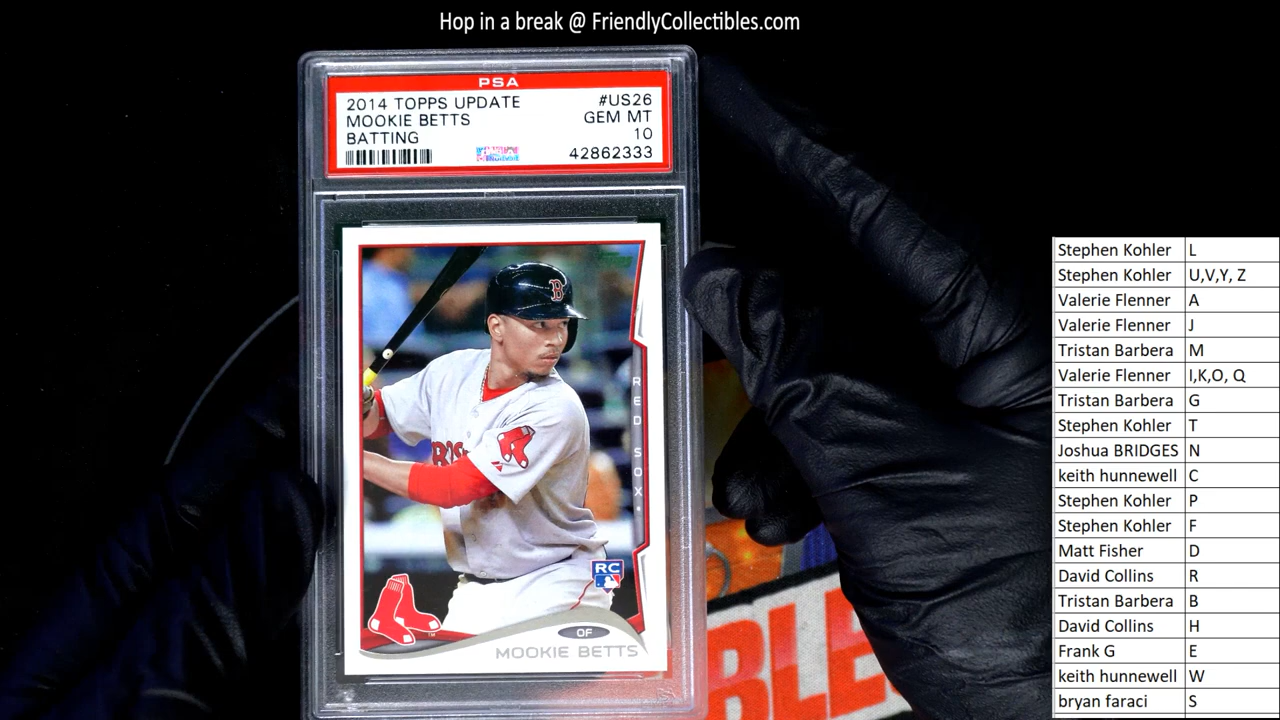 Hop in a break @ FriendlyCollectibles.com
PSA
2014 TOPPS UPDATE #US26
MOOKIE BETTS GEM MT
BATTING 10
42862333
Topps
B
RED SOX
RC
OF
MOOKIE BETTS
Stephen Kohler L
Stephen Kohler U,V,Y, Z
Valerie Flenner A
Valerie Flenner J
Tristan Barbera M
Valerie Flenner I,K,O, Q
Tristan Barbera G
Stephen Kohler T
Joshua BRIDGES N
keith hunnewell C
Stephen Kohler P
Stephen Kohler F
Matt Fisher D
David Collins R
Tristan Barbera B
David Collins H
Frank G E
keith hunnewell W
bryan faraci S